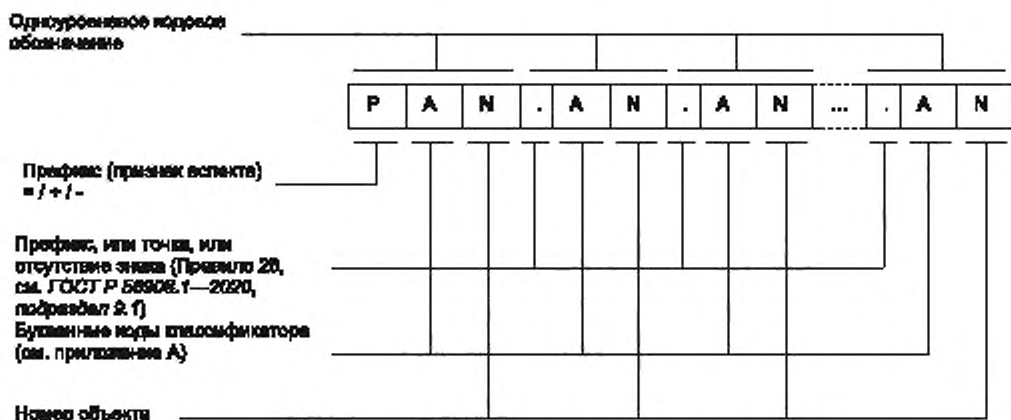 Одноуровневое кодовое
обозначение
P A N . A N . A N ... . A N
Префикс (признак аспекта)
= / + / -
Префикс, или точка, или
отсутствие знака (Правило 28,
см. ГОСТ Р 58908.1—2020,
подраздел 9.1)
Буквенные коды классификатора
(см. приложение А)
Номер объекта